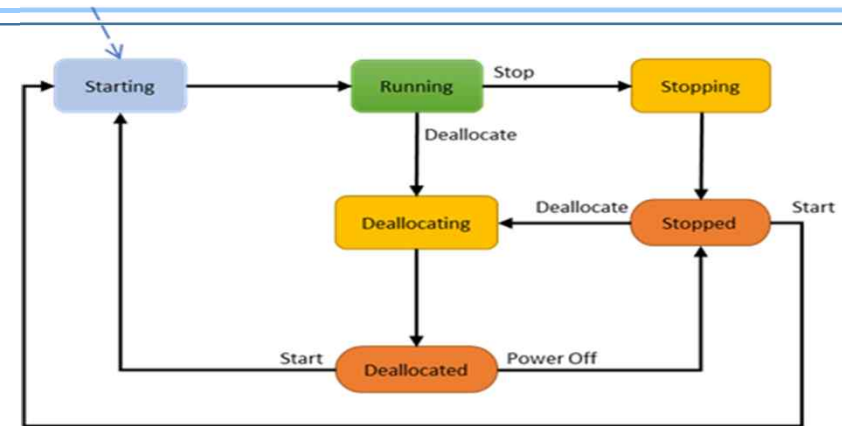 Starting
Running
Stop
Stopping
Deallocate
Deallocating
Deallocate
Stopped
Start
Start
Deallocated
Power Off